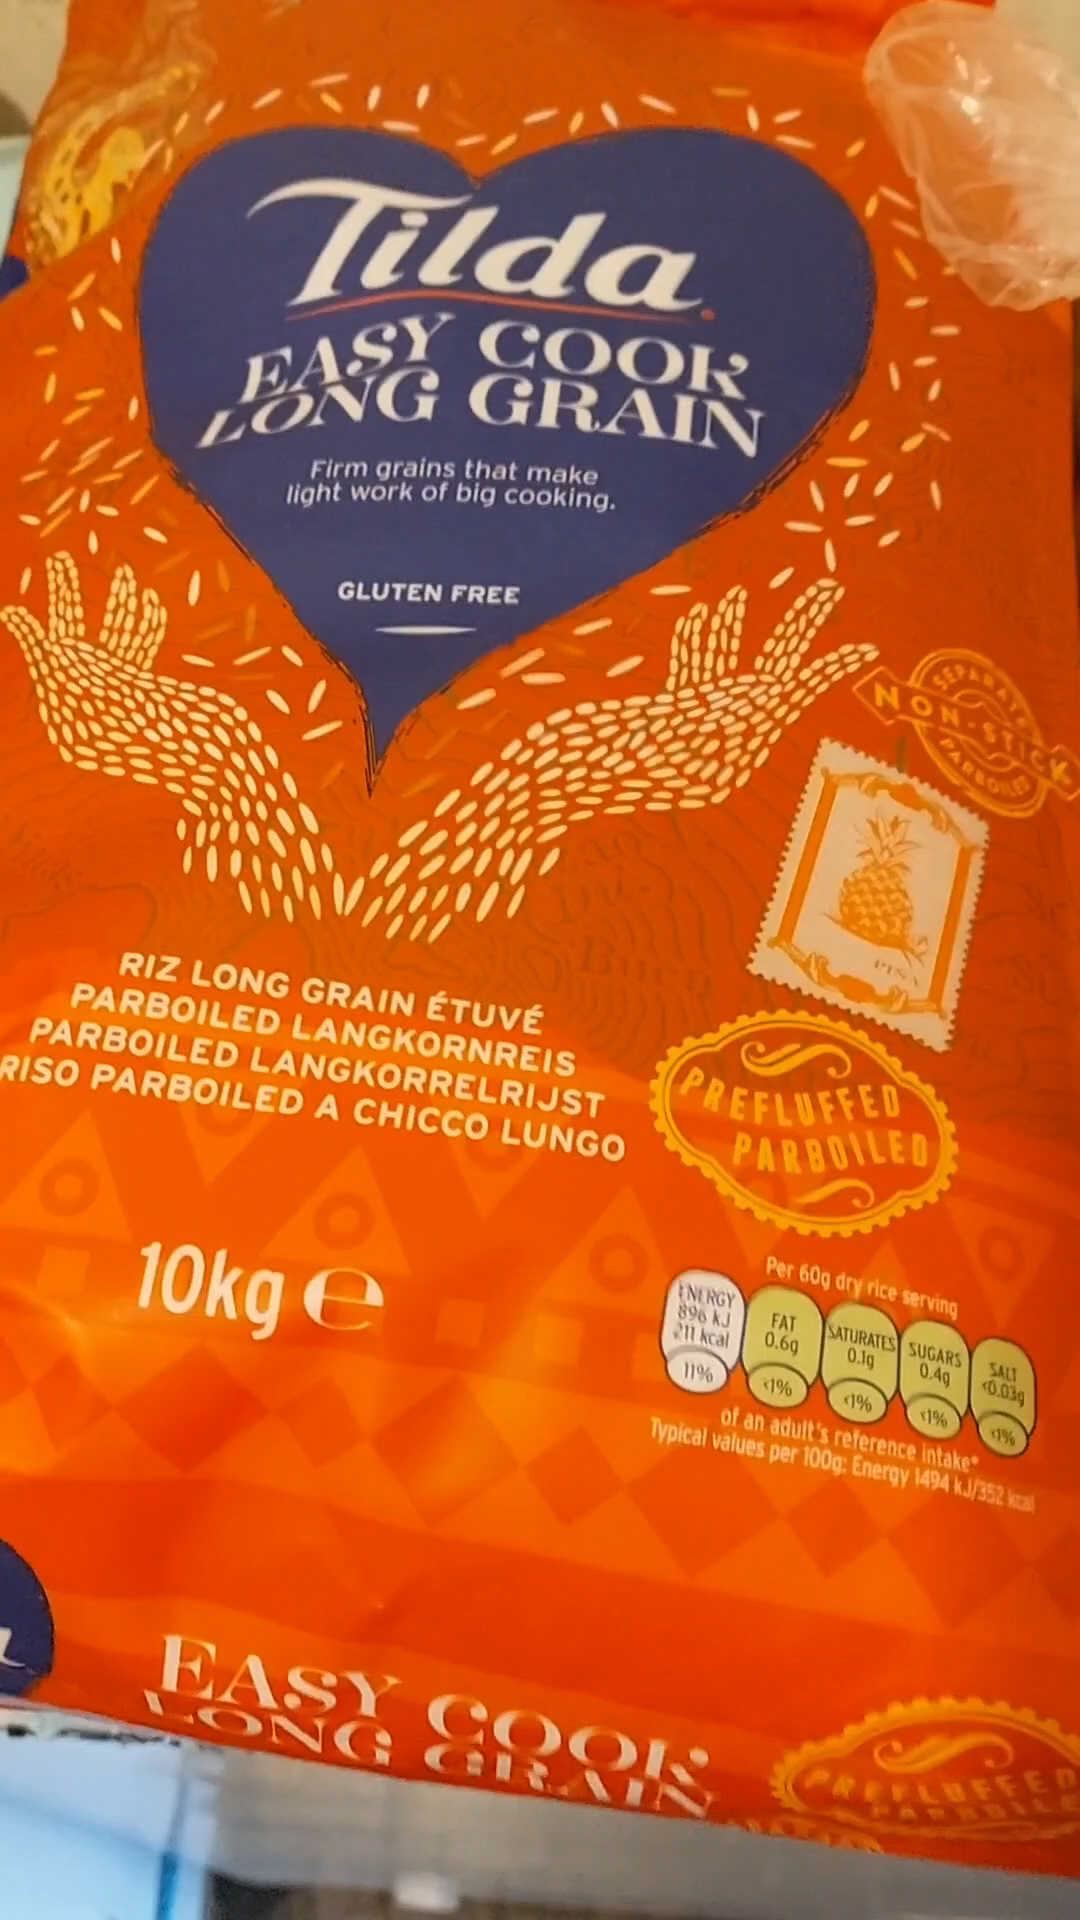 Tilda
EASY COOK
LONG GRAIN
Firm grains that make
light work of big cooking.
GLUTEN FREE
SEPARATE
NON-STICK
PARBOILED
RIZ LONG GRAIN ÉTUVÉ
PARBOILED LANGKORNREIS
PARBOILED LANGKORRELRIJST
RISO PARBOILED A CHICCO LUNGO
PREFLUFFED
PARBOILED
10kg e
Per 60g dry rice serving
ENERGY
896 kJ
211 kcal
11%
FAT
0.6g
<1%
SATURATES
0.1g
<1%
SUGARS
0.4g
<1%
SALT
<0.03g
<1%
of an adult's reference intake*
Typical values per 100g: Energy 1494 kJ/352 kcal
EASY COOK
LONG GRAIN
PREFLUFFED